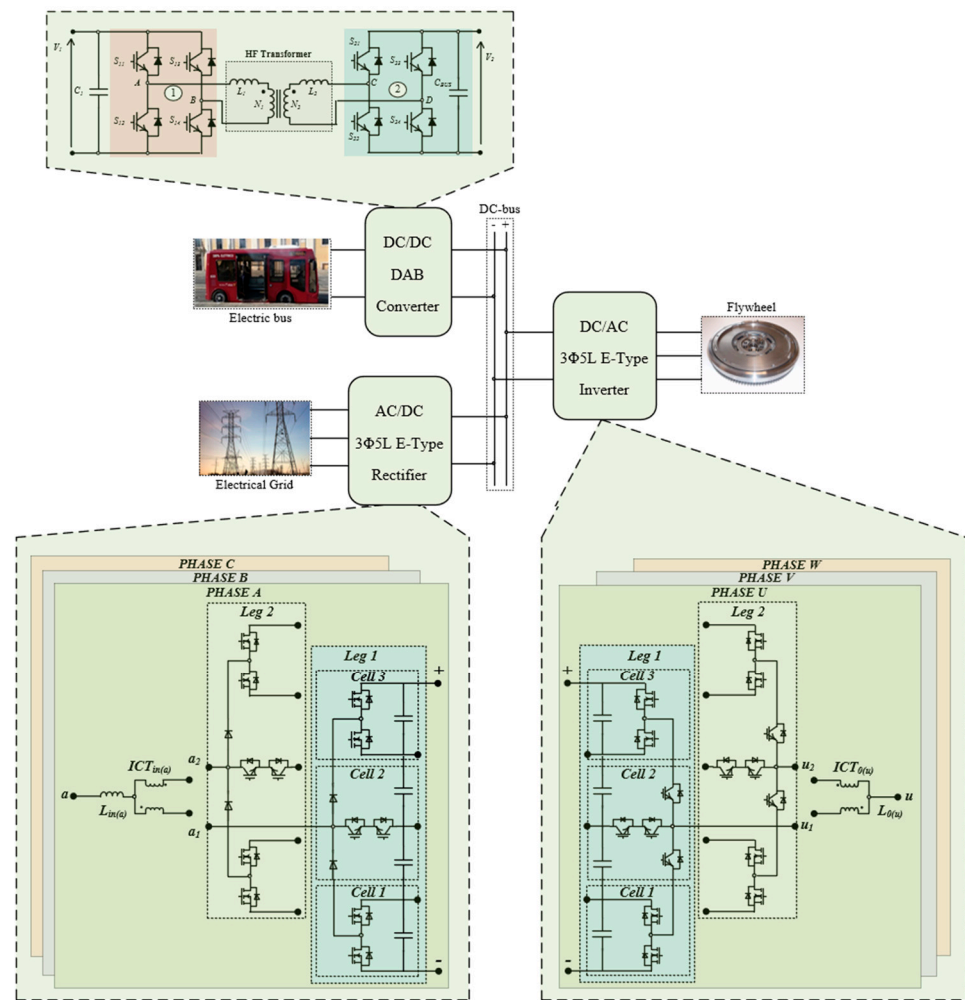 HF Transformer
V₁
C₁
S₁₁
S₁₃
A
1
B
S₁₂
S₁₄
L₁
N₁
N₂
L₂
S₂₁
S₂₃
C
2
D
S₂₂
S₂₄
C_BUS
V₂
DC/DC
DAB
Converter
DC-bus
- +
Electric bus
DC/AC
3Φ5L E-Type
Inverter
Flywheel
AC/DC
3Φ5L E-Type
Rectifier
Electrical Grid
PHASE C
PHASE B
PHASE A
Leg 2
Leg 1
+
Cell 3
Cell 2
Cell 1
-
ICT_in(a)
a
L_in(a)
a₂
a₁
PHASE W
PHASE V
PHASE U
Leg 2
Leg 1
+
Cell 3
Cell 2
Cell 1
-
u₂
u₁
ICT_0(u)
u
L_0(u)